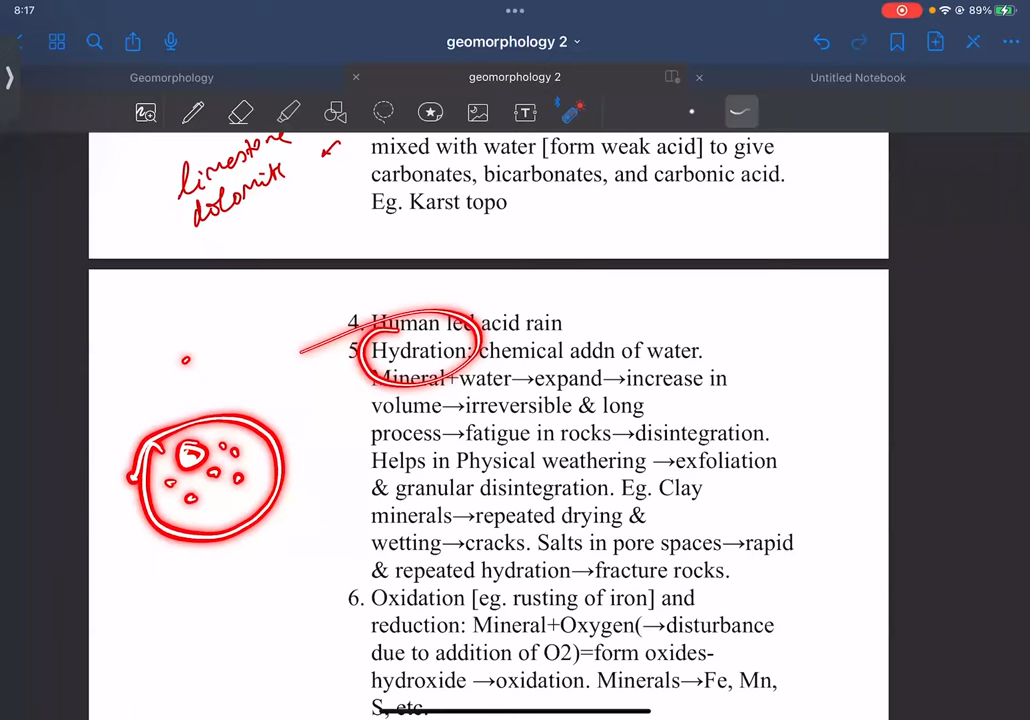 8:17
89%
geomorphology 2
Geomorphology
geomorphology 2
Untitled Notebook
limestone
dolomite
mixed with water [form weak acid] to give
carbonates, bicarbonates, and carbonic acid.
Eg. Karst topo
4. Human led acid rain
5. Hydration: chemical addn of water.
Mineral+water→expand→increase in
volume→irreversible & long
process→fatigue in rocks→disintegration.
Helps in Physical weathering →exfoliation
& granular disintegration. Eg. Clay
minerals→repeated drying &
wetting→cracks. Salts in pore spaces→rapid
& repeated hydration→fracture rocks.
6. Oxidation [eg. rusting of iron] and
reduction: Mineral+Oxygen(→disturbance
due to addition of O2)=form oxides-
hydroxide →oxidation. Minerals→Fe, Mn,
S, etc.